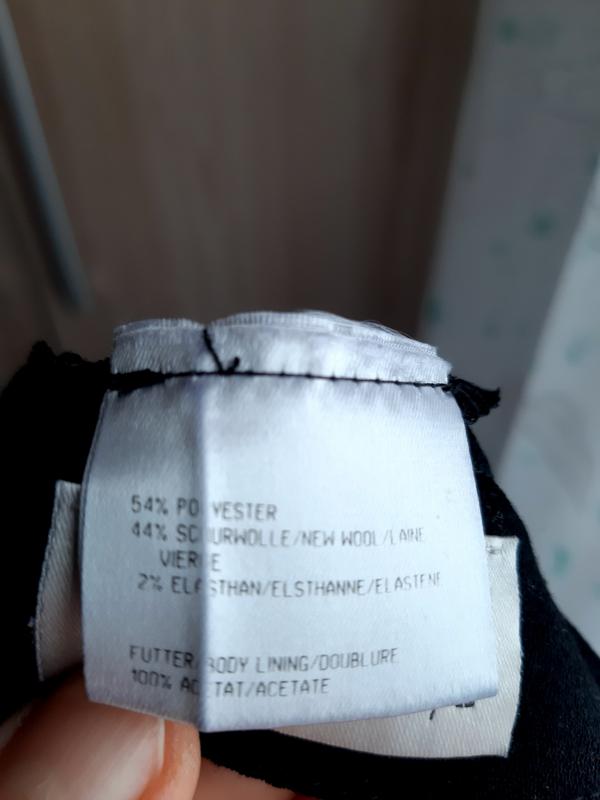 54% POLYESTER
44% SCHURWOLLE/NEW WOOL/LAINE
VIERGE
2% ELASTHAN/ELSTHANNE/ELASTENE
FUTTER/BODY LINING/DOUBLURE
100% ACETAT/ACETATE